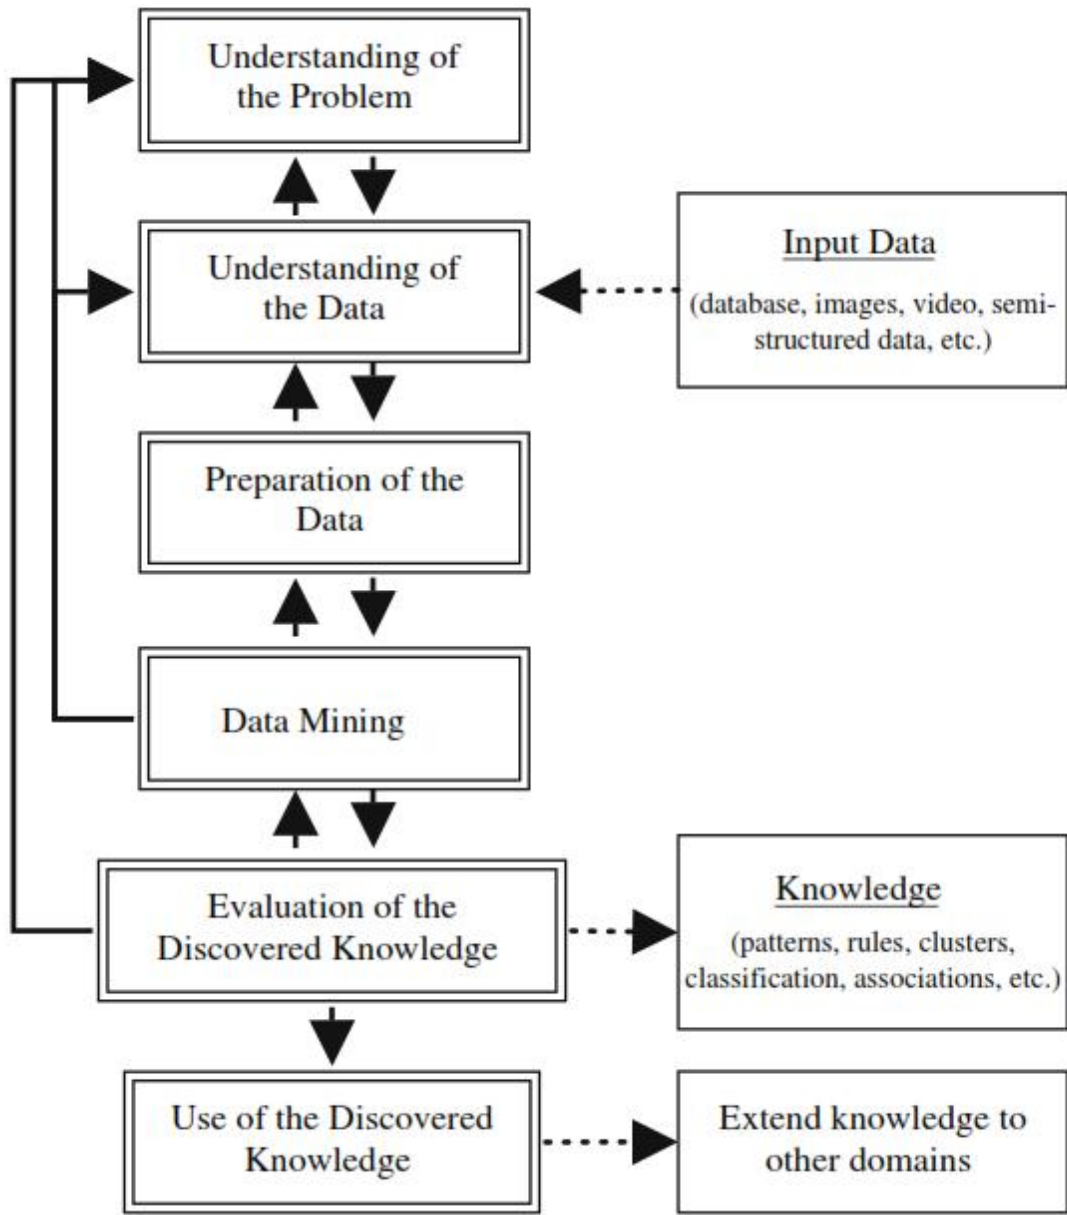 Understanding of
the Problem
Understanding of
the Data
Input Data
(database, images, video, semi-
structured data, etc.)
Preparation of the
Data
Data Mining
Evaluation of the
Discovered Knowledge
Knowledge
(patterns, rules, clusters,
classification, associations, etc.)
Use of the Discovered
Knowledge
Extend knowledge to
other domains